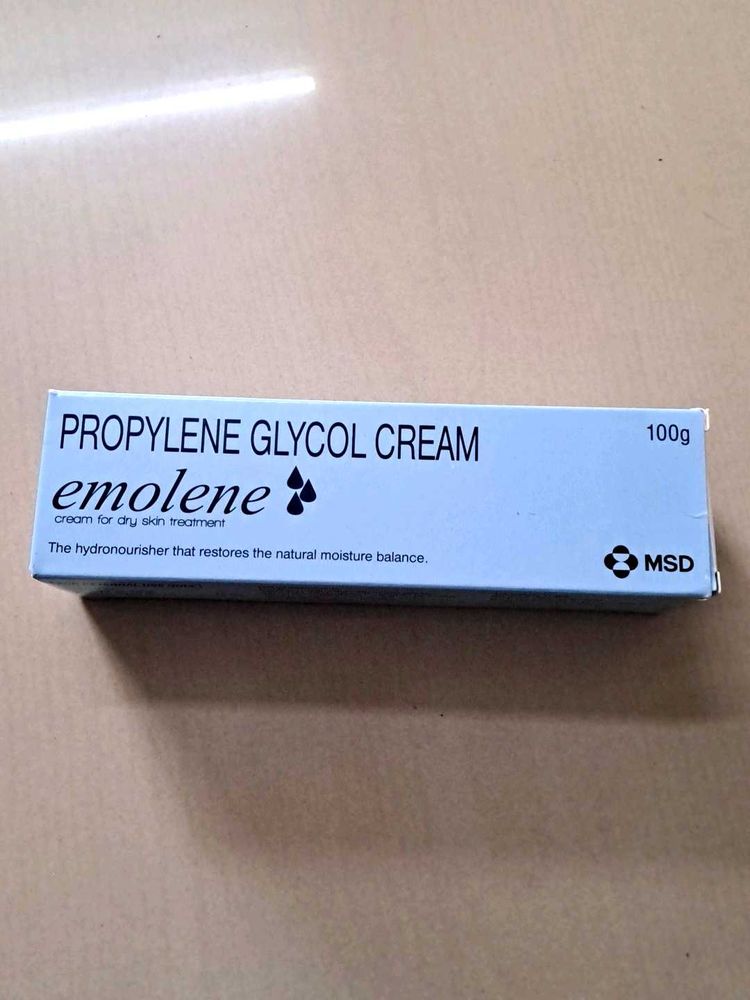 PROPYLENE GLYCOL CREAM
100g
emolene
cream for dry skin treatment
The hydronourisher that restores the natural moisture balance.
MSD